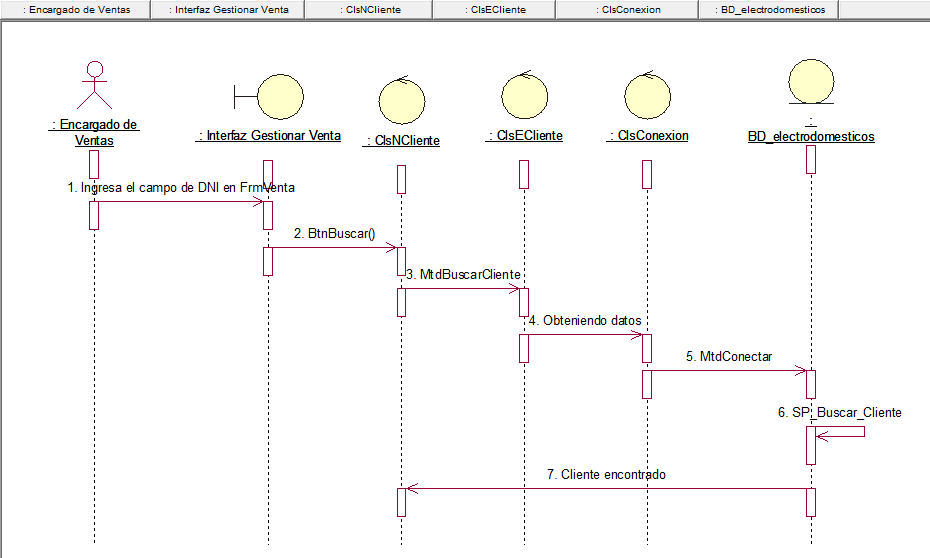 : Encargado de Ventas
: Interfaz Gestionar Venta
: ClsNCliente
: ClsECliente
: ClsConexion
: BD_electrodomesticos
: Encargado de
Ventas
: Interfaz Gestionar Venta
: ClsNCliente
: ClsECliente
: ClsConexion
:
BD_electrodomesticos
1. Ingresa el campo de DNI en FrmVenta
2. BtnBuscar()
3. MtdBuscarCliente
4. Obteniendo datos
5. MtdConectar
6. SP_Buscar_Cliente
7. Cliente encontrado